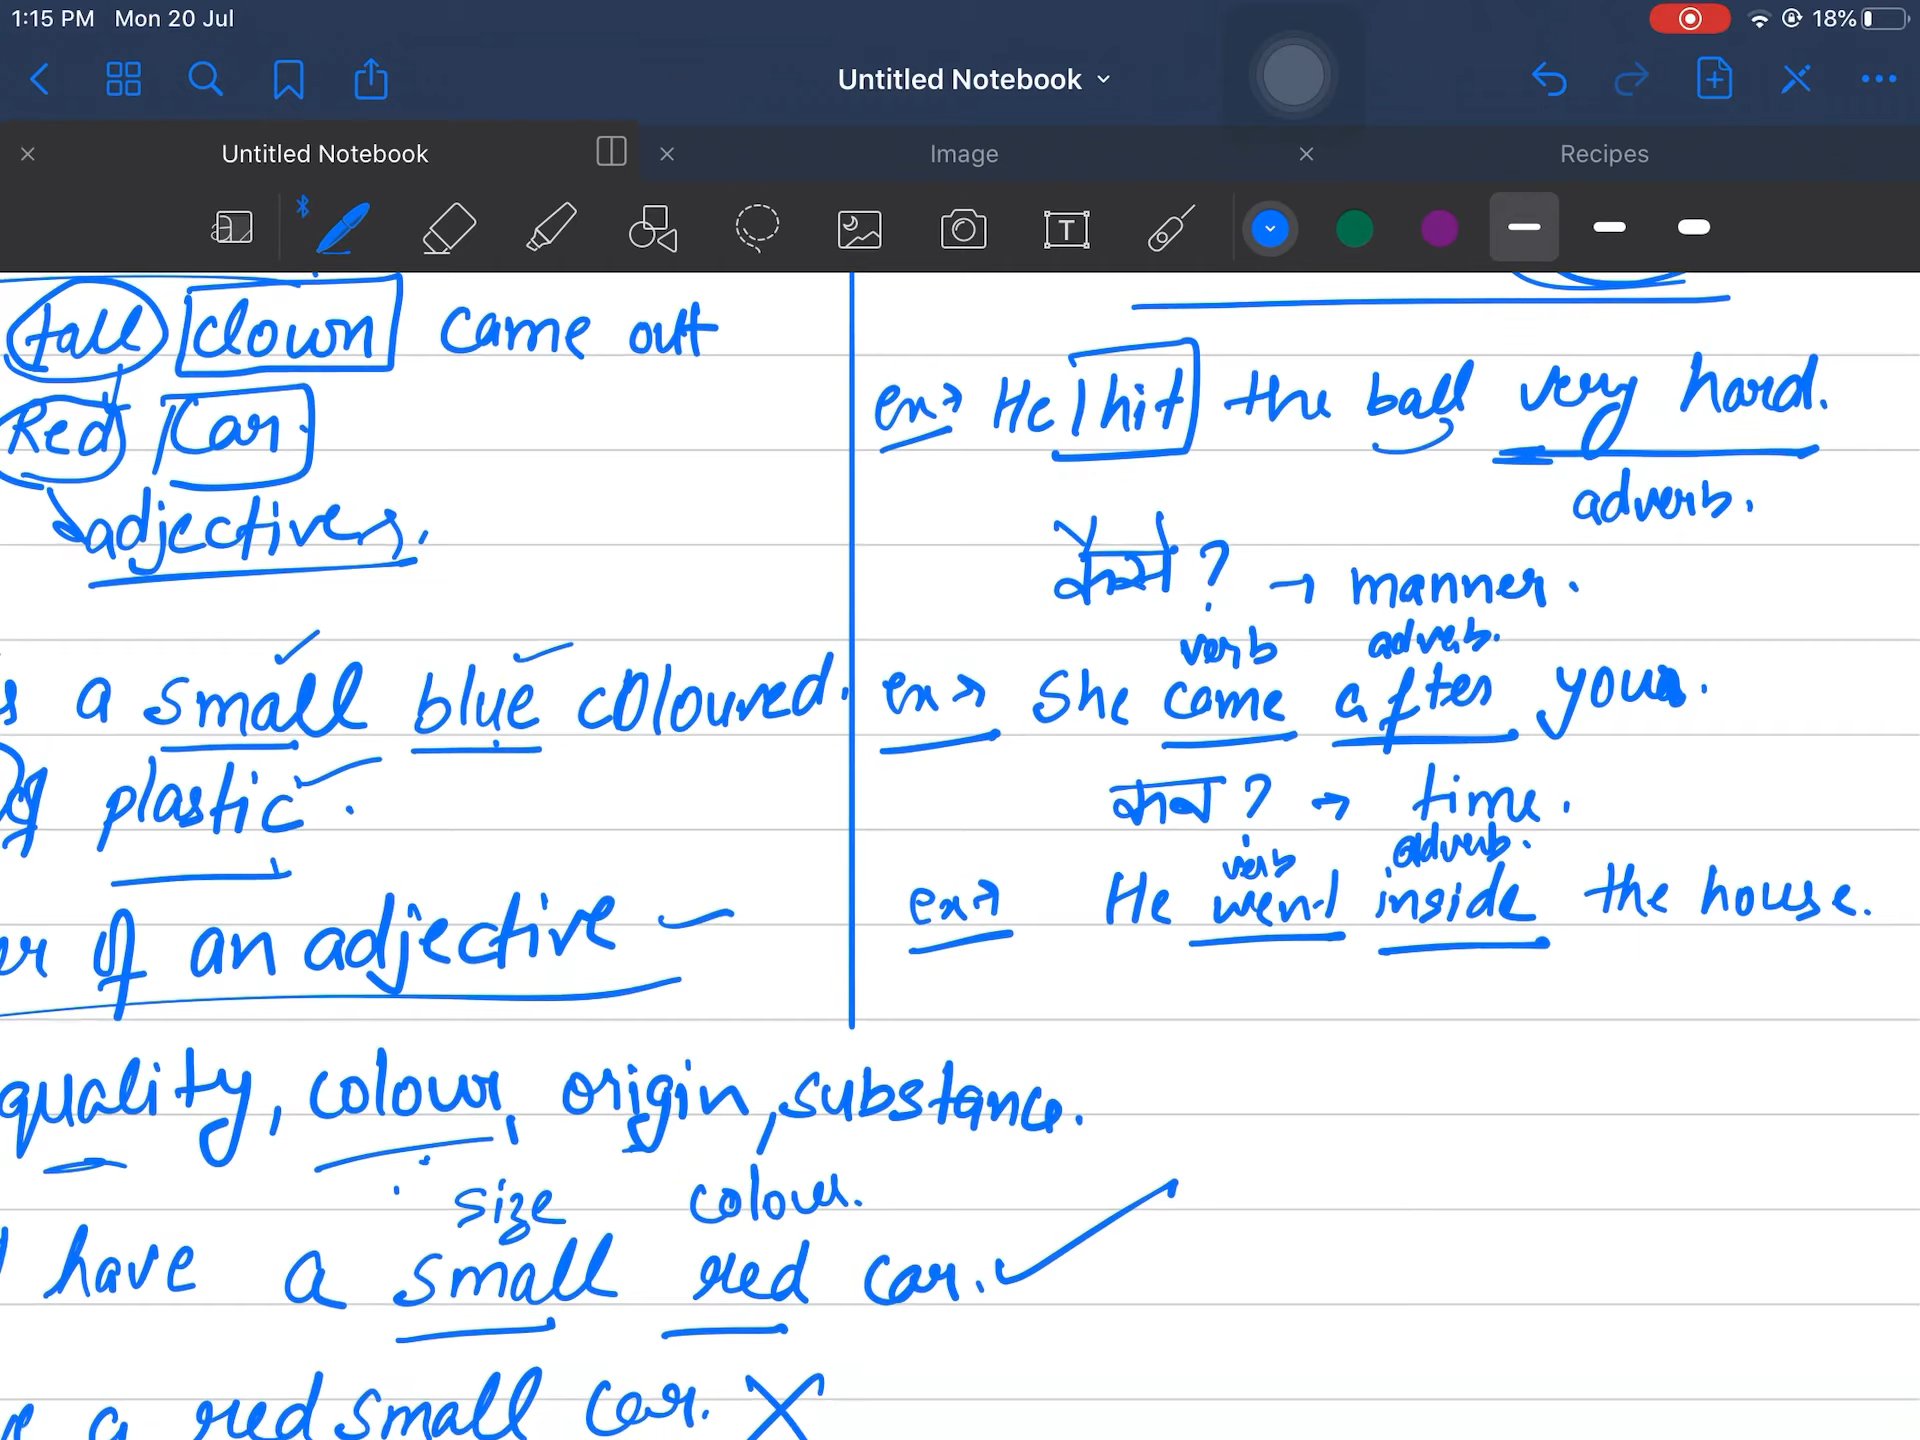 1:15 PM Mon 20 Jul
18%
Untitled Notebook
Untitled Notebook
Image
Recipes
T
tall clown came out
Red Car.
adjectives.
a small blue coloured.
plastic.
of an adjective
quality, colour, origin, substance.
size colour.
have a small red car.
a red small car.
ex → He hit the ball very hard.
adverb.
? → manner.
verb adverb.
ex → She came after you.
कब ? → time.
verb adverb.
ex → He went inside the house.